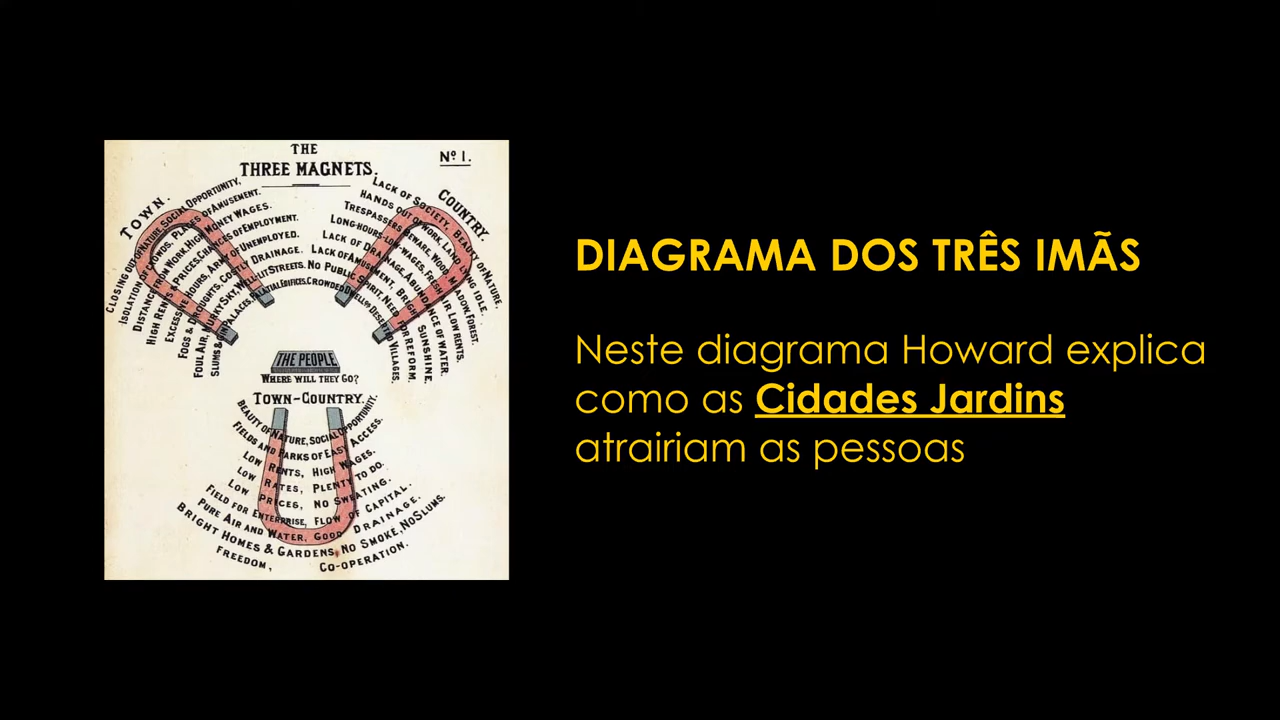 THE
THREE MAGNETS.
Nº 1.
TOWN.
CLOSING OUT OF NATURE. SOCIAL OPPORTUNITY.
ISOLATION OF CROWDS. PLACES OF AMUSEMENT.
DISTANCE FROM WORK. HIGH MONEY WAGES.
HIGH RENTS & PRICES. CHANCES OF EMPLOYMENT.
EXCESSIVE HOURS. ARMY OF UNEMPLOYED.
FOGS & DROUGHTS. COSTLY DRAINAGE.
FOUL AIR. MURKY SKY. WELL-LIT STREETS.
SLUMS & GIN PALACES. PALATIAL EDIFICES.
COUNTRY.
LACK OF SOCIETY. BEAUTY OF NATURE.
HANDS OUT OF WORK. LAND LYING IDLE.
TRESPASSERS BEWARE. WOOD, MEADOW, FOREST.
LONG-HOURS-LOW-WAGES. FRESH AIR. LOW RENTS.
LACK OF DRAINAGE. ABUNDANCE OF WATER.
LACK OF AMUSEMENT. BRIGHT SUNSHINE.
NO PUBLIC SPIRIT. NEED FOR REFORM.
CROWDED DWELLINGS. DESERTED VILLAGES.
THE PEOPLE
WHERE WILL THEY GO?
TOWN-COUNTRY.
BEAUTY OF NATURE, SOCIAL OPPORTUNITY.
FIELDS AND PARKS OF EASY ACCESS.
LOW RENTS, HIGH WAGES.
LOW RATES, PLENTY TO DO.
LOW PRICES, NO SWEATING.
FIELD FOR ENTERPRISE, FLOW OF CAPITAL.
PURE AIR AND WATER, GOOD DRAINAGE.
BRIGHT HOMES & GARDENS, NO SMOKE, NO SLUMS.
FREEDOM, CO-OPERATION.
DIAGRAMA DOS TRÊS IMÃS
Neste diagrama Howard explica
como as Cidades Jardins
atrairiam as pessoas